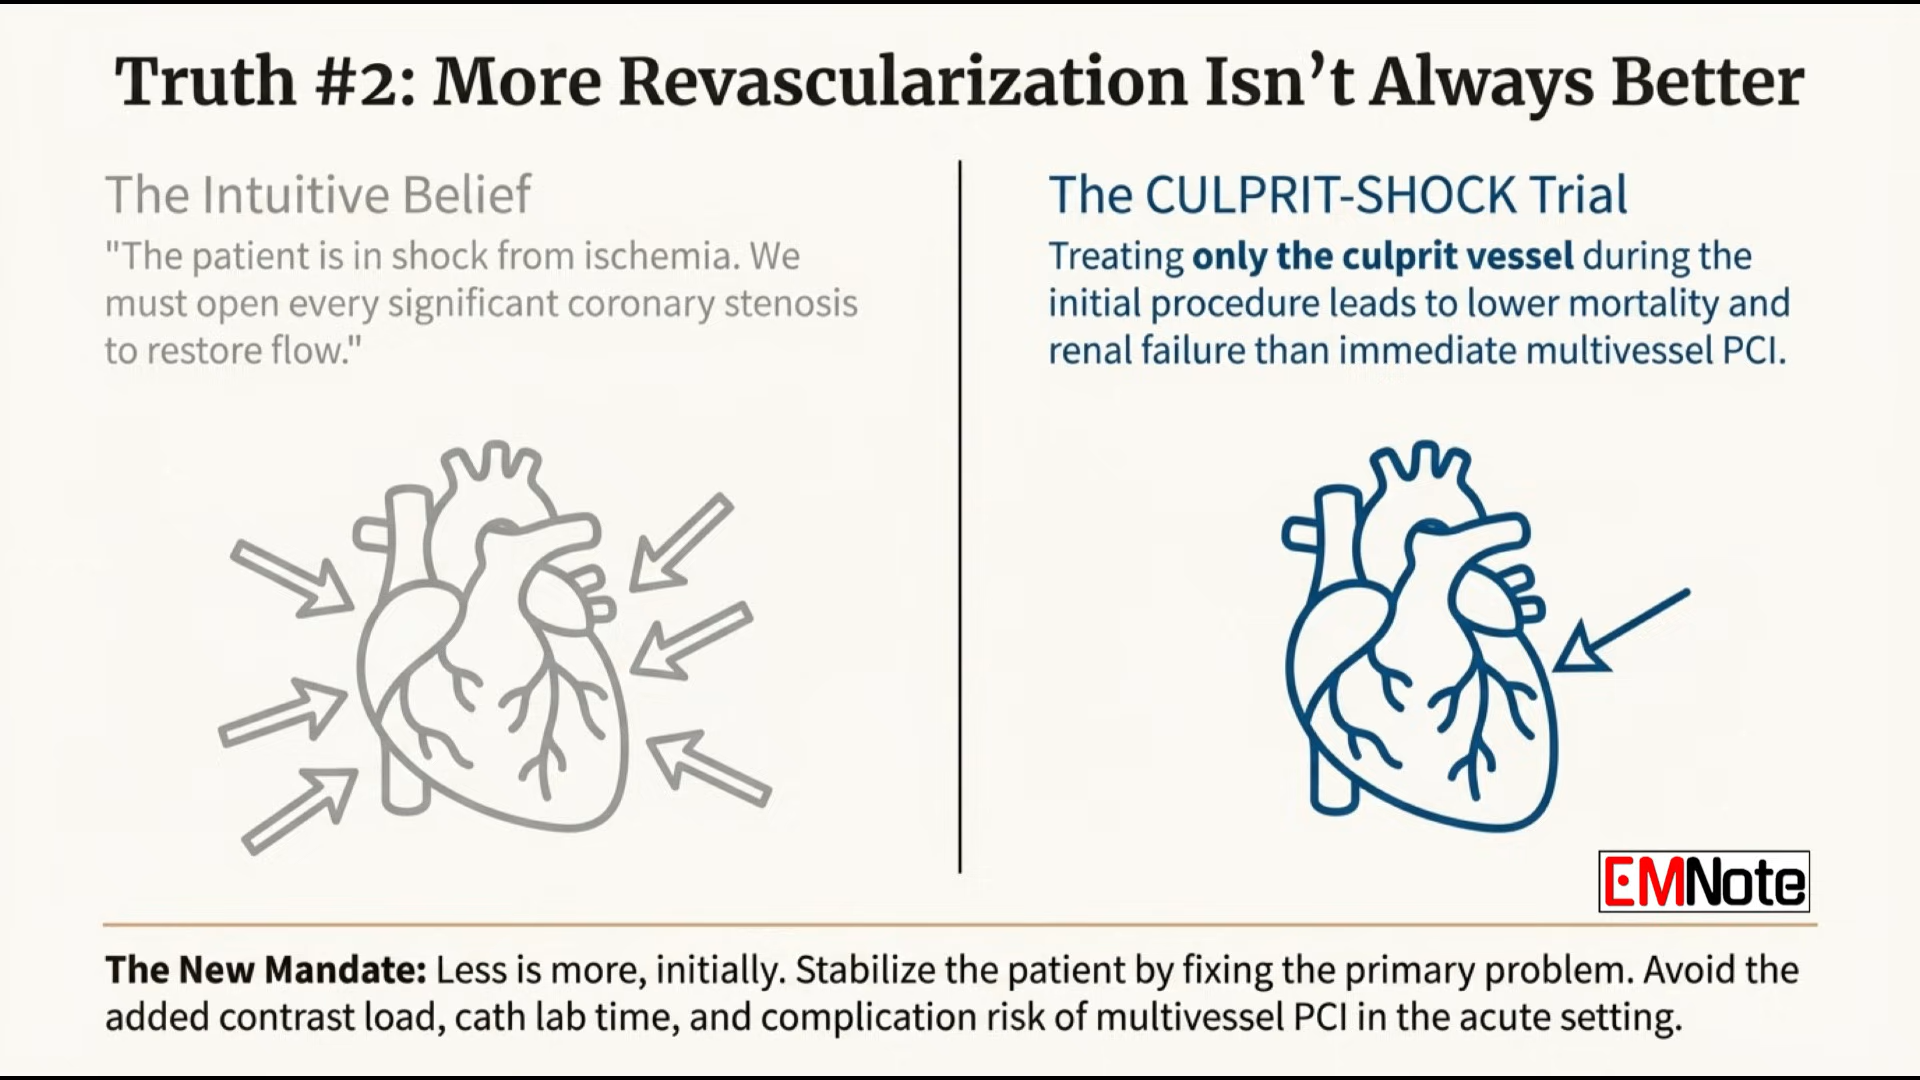 Truth #2: More Revascularization Isn’t Always Better
The Intuitive Belief
"The patient is in shock from ischemia. We
must open every significant coronary stenosis
to restore flow."
The CULPRIT-SHOCK Trial
Treating only the culprit vessel during the
initial procedure leads to lower mortality and
renal failure than immediate multivessel PCI.
EMNote
The New Mandate: Less is more, initially. Stabilize the patient by fixing the primary problem. Avoid the
added contrast load, cath lab time, and complication risk of multivessel PCI in the acute setting.